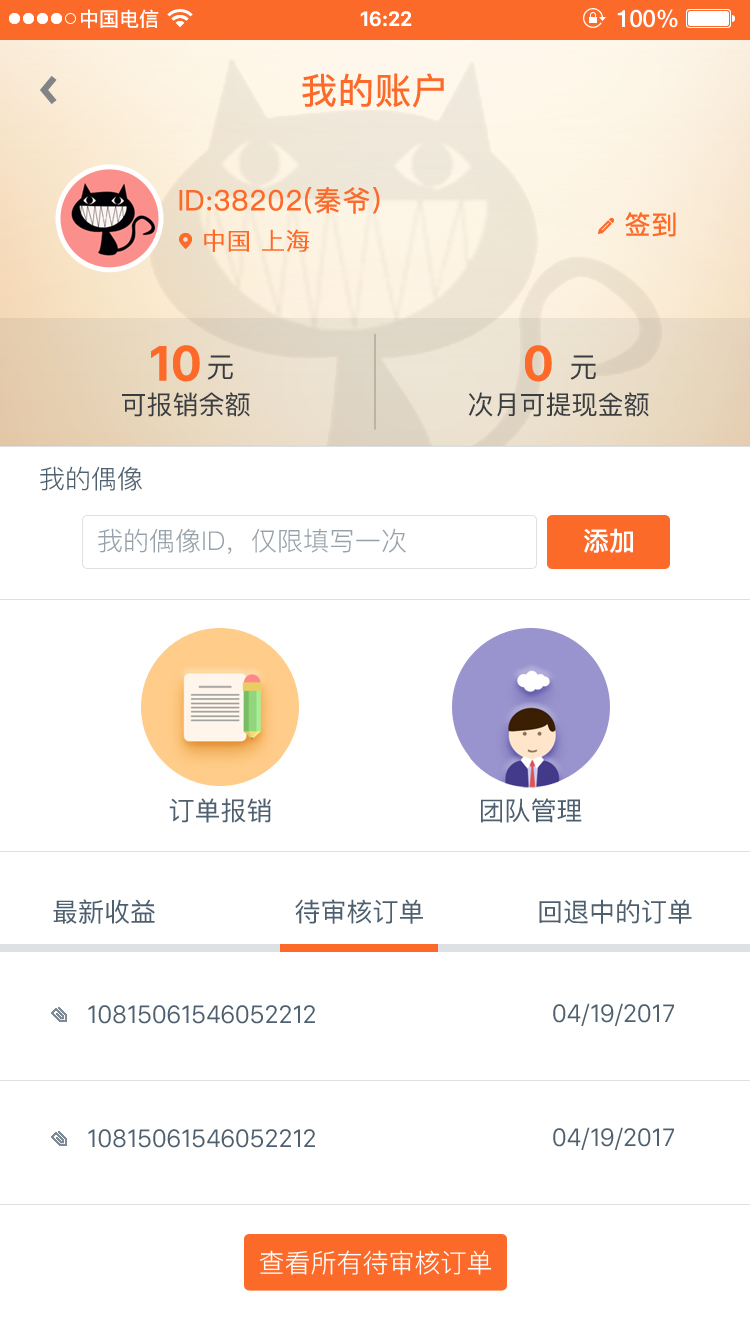 中国电信 16:22 100%
我的账户
ID:38202(秦爷)
中国 上海
签到
10元 0 元
可报销余额 次月可提现金额
我的偶像
我的偶像ID，仅限填写一次 添加
订单报销 团队管理
最新收益 待审核订单 回退中的订单
10815061546052212 04/19/2017
10815061546052212 04/19/2017
查看所有待审核订单